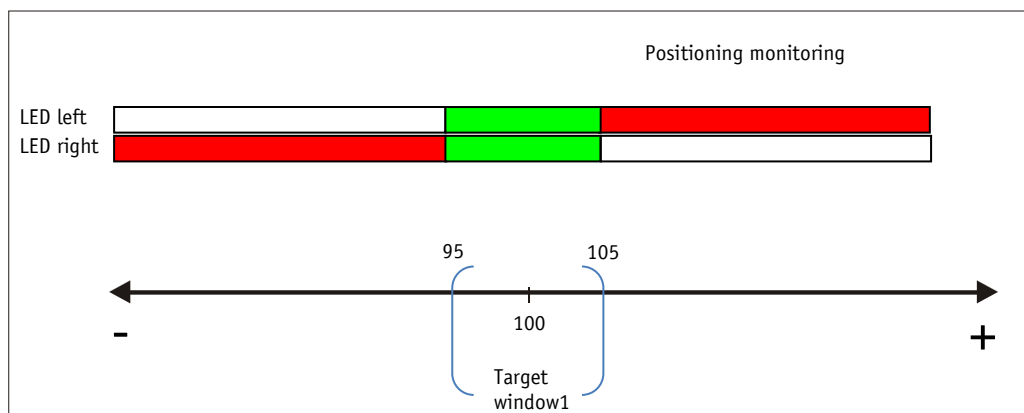 Positioning monitoring
LED left
LED right
95
105
100
-
+
Target
window1